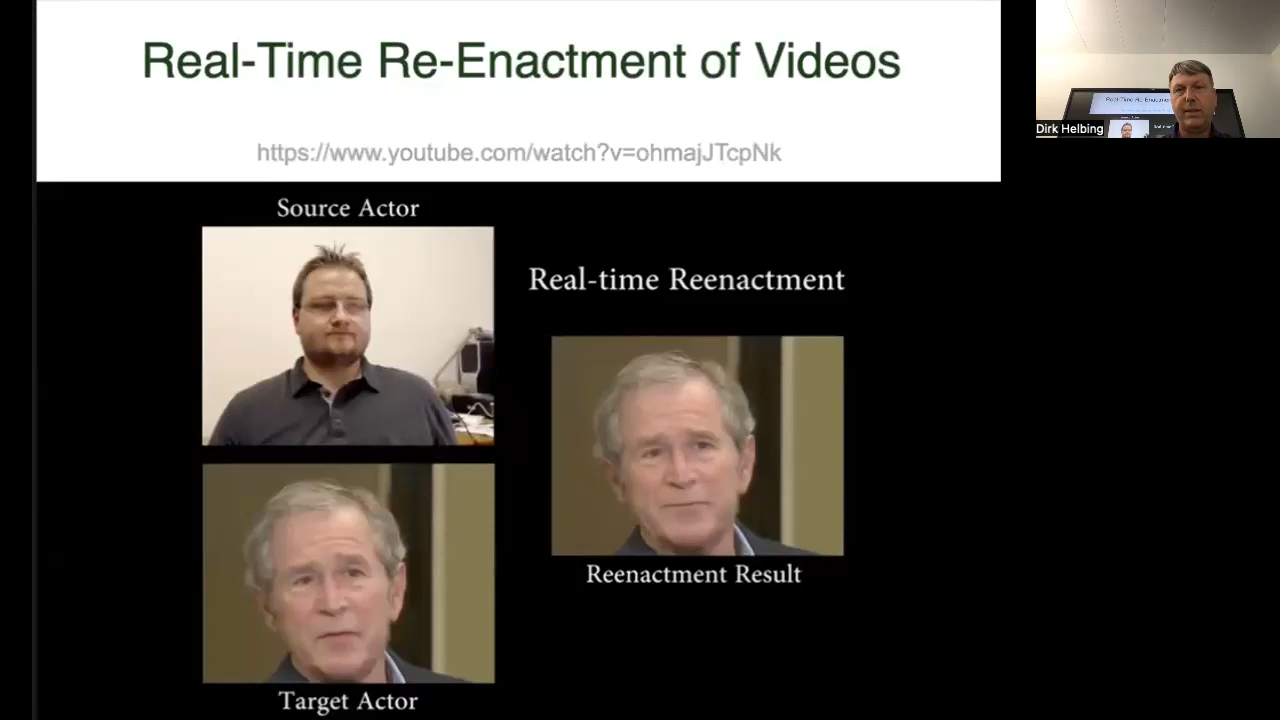 Real-Time Re-Enactment of Videos
https://www.youtube.com/watch?v=ohmajJTcpNk
Dirk Helbing
Source Actor
Real-time Reenactment
Reenactment Result
Target Actor